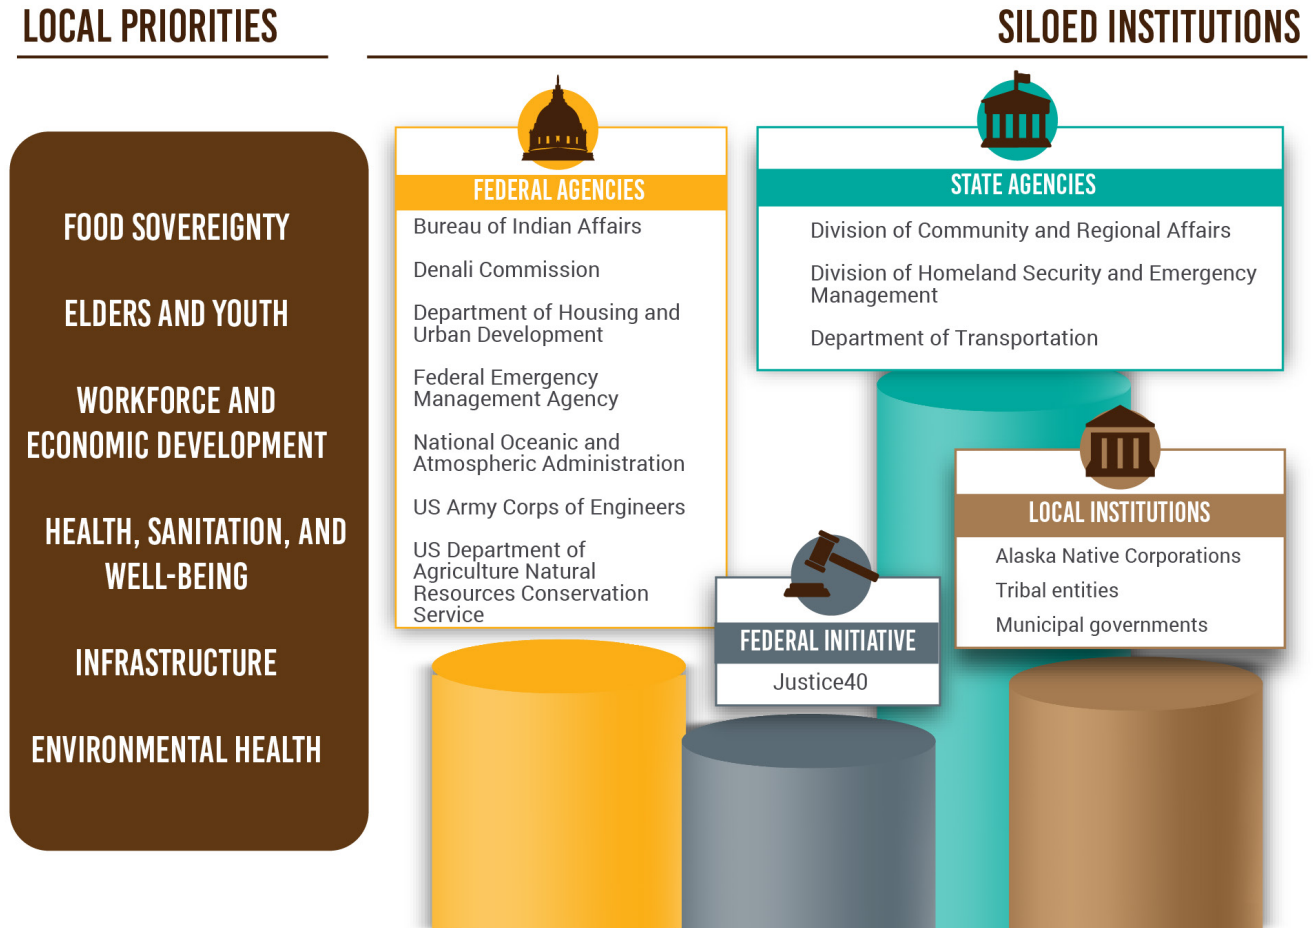 LOCAL PRIORITIES
SILOED INSTITUTIONS
FOOD SOVEREIGNTY
ELDERS AND YOUTH
WORKFORCE AND
ECONOMIC DEVELOPMENT
HEALTH, SANITATION, AND
WELL-BEING
INFRASTRUCTURE
ENVIRONMENTAL HEALTH
FEDERAL AGENCIES
Bureau of Indian Affairs
Denali Commission
Department of Housing and
Urban Development
Federal Emergency
Management Agency
National Oceanic and
Atmospheric Administration
US Army Corps of Engineers
US Department of
Agriculture Natural
Resources Conservation
Service
STATE AGENCIES
Division of Community and Regional Affairs
Division of Homeland Security and Emergency
Management
Department of Transportation
FEDERAL INITIATIVE
Justice40
LOCAL INSTITUTIONS
Alaska Native Corporations
Tribal entities
Municipal governments